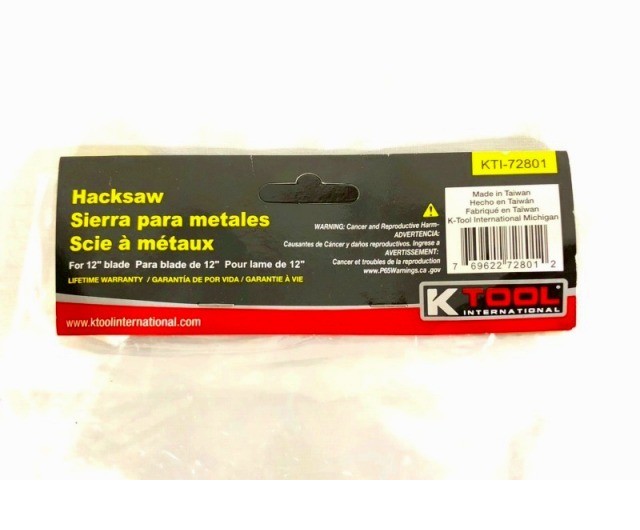 KTI-72801
Hacksaw
Sierra para metales
Scie à métaux
For 12" blade Para blade de 12" Pour lame de 12"
LIFETIME WARRANTY / GARANTÍA DE POR VIDA / GARANTIE À VIE
www.ktoolinternational.com
WARNING: Cancer and Reproductive Harm-
ADVERTENCIA:
Causantes de Cáncer y daños reproductivos. Ingrese a
AVERTISSEMENT:
Cancer et troubles de la reproduction
www.P65Warnings.ca .gov
Made in Taiwan
Hecho en Taiwán
Fabriqué en Taiwan
K-Tool International Michigan
7 69622 72801 2
K TOOL
INTERNATIONAL